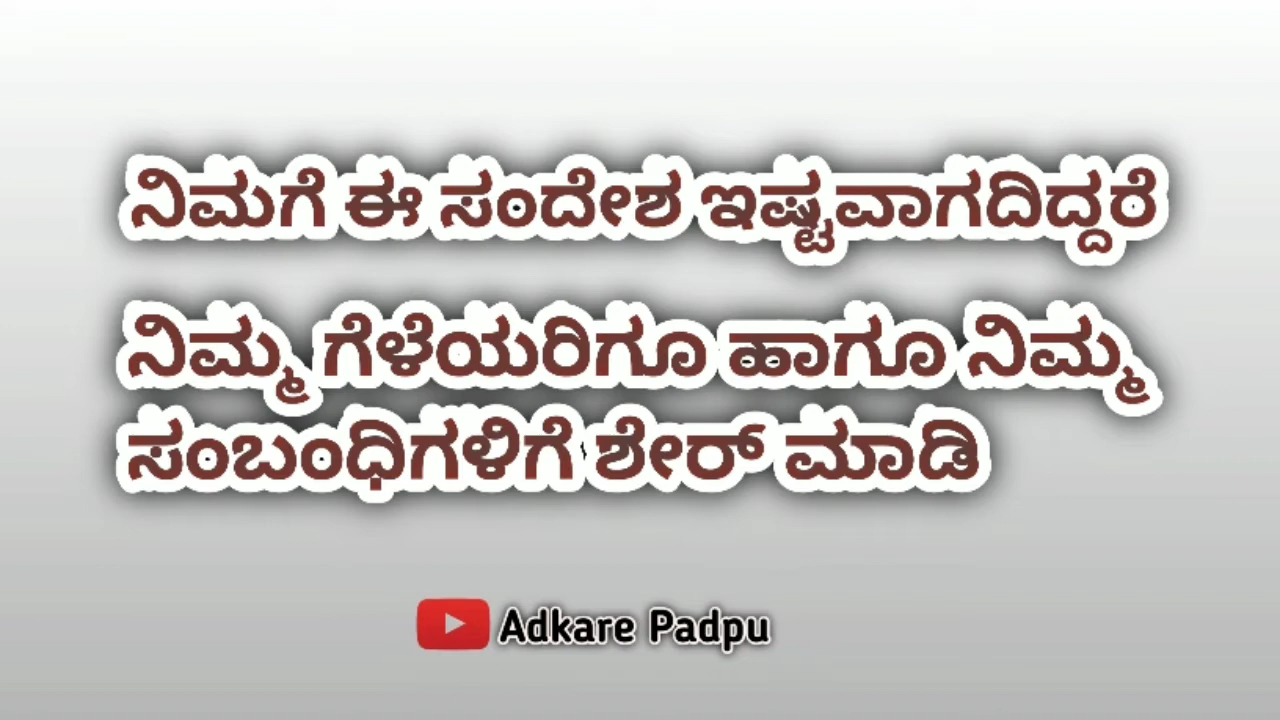 ನಿಮಗೆ ಈ ಸಂದೇಶ ಇಷ್ಟವಾಗದಿದ್ದರೆ
ನಿಮ್ಮ ಗೆಳೆಯರಿಗೂ ಹಾಗೂ ನಿಮ್ಮ
ಸಂಬಂಧಿಗಳಿಗೆ ಶೇರ್ ಮಾಡಿ
Adkare Padpu